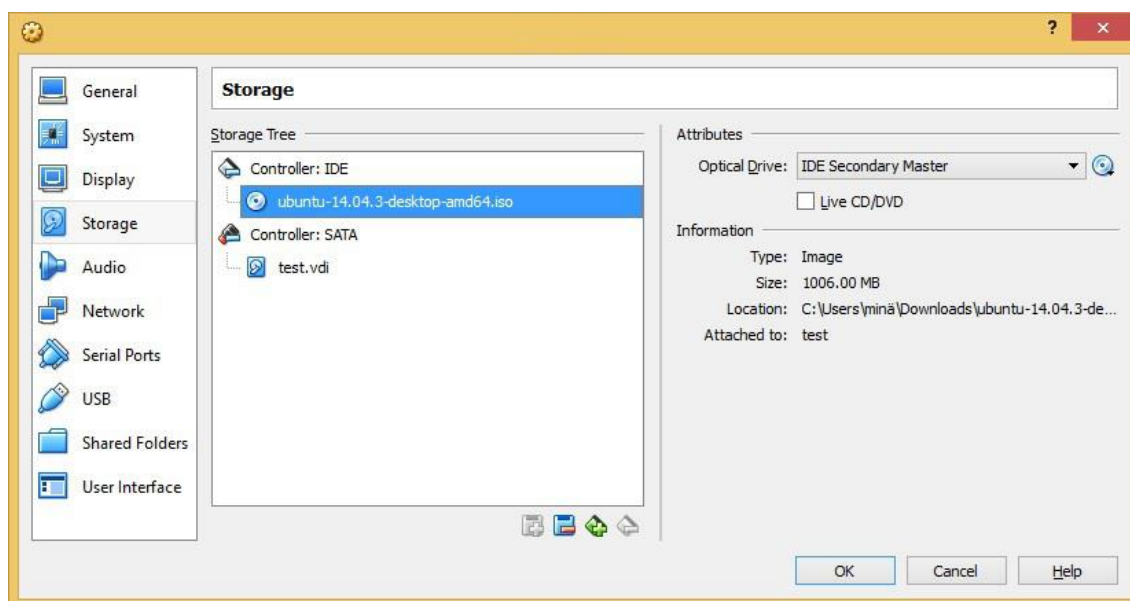 ?
General
System
Display
Storage
Audio
Network
Serial Ports
USB
Shared Folders
User Interface
Storage
Storage Tree
Controller: IDE
ubuntu-14.04.3-desktop-amd64.iso
Controller: SATA
test.vdi
Attributes
Optical Drive: IDE Secondary Master
Live CD/DVD
Information
Type: Image
Size: 1006.00 MB
Location: C:\Users\minä\Downloads\ubuntu-14.04.3-de...
Attached to: test
OK Cancel Help